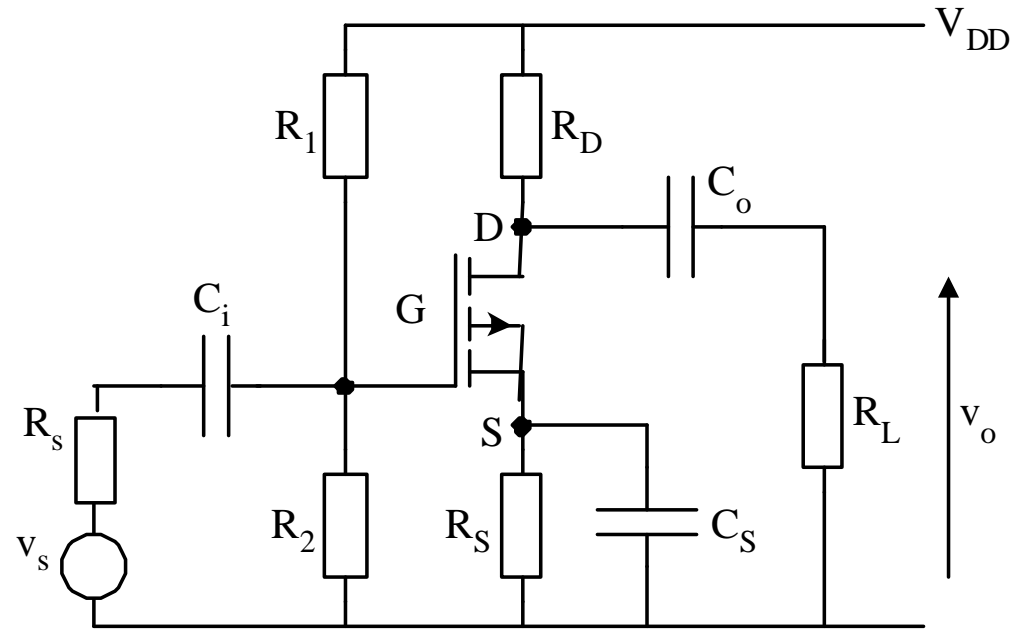 V_DD
R_1
R_D
C_o
D
C_i
G
R_s
R_L
v_o
S
R_2
R_S
C_S
v_s